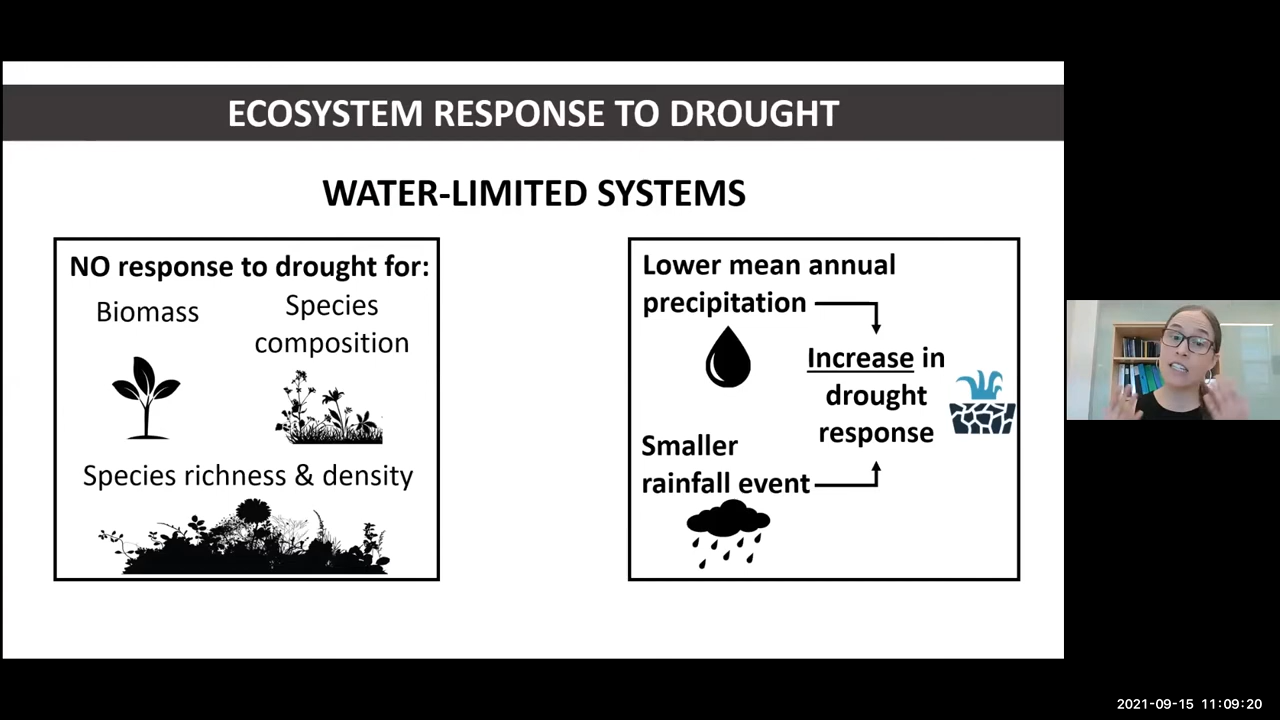 ECOSYSTEM RESPONSE TO DROUGHT
WATER-LIMITED SYSTEMS
NO response to drought for:
Biomass
Species
composition
Species richness & density
Lower mean annual
precipitation
Increase in
drought
response
Smaller
rainfall event
2021-09-15 11:09:20